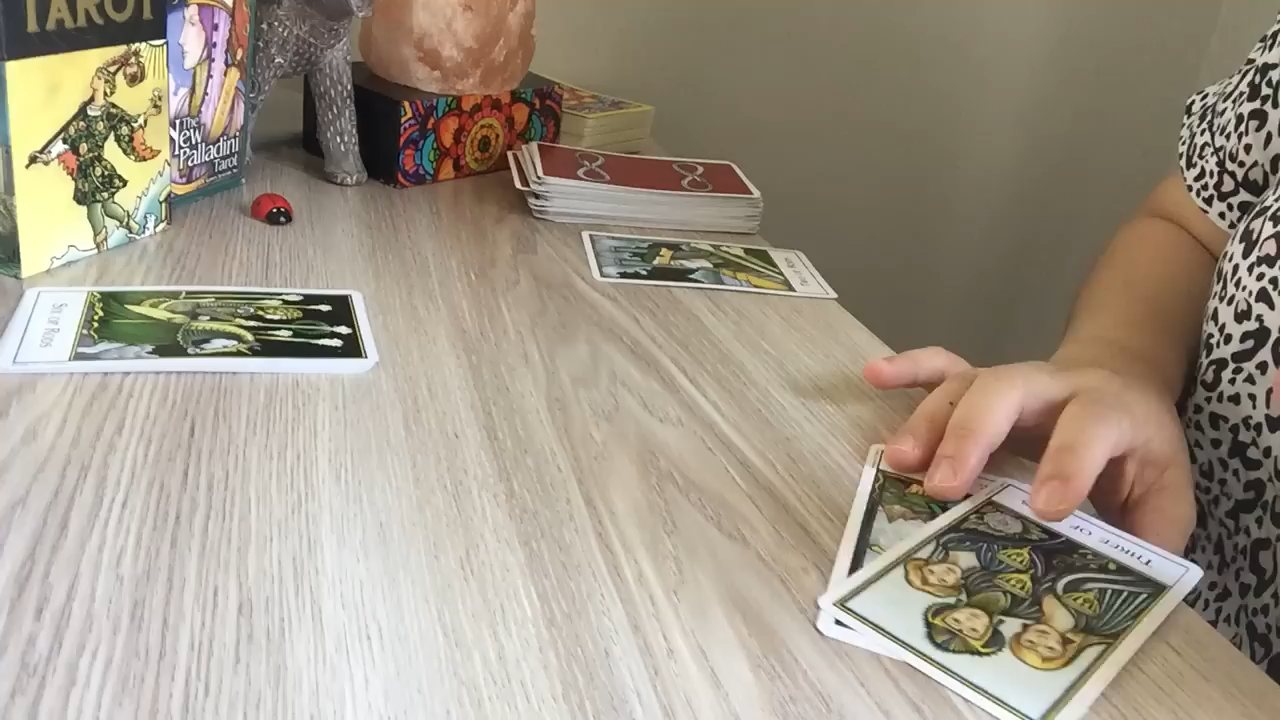 TAROT
The
New
Palladini
Tarot
SIX OF RODS
THREE OF